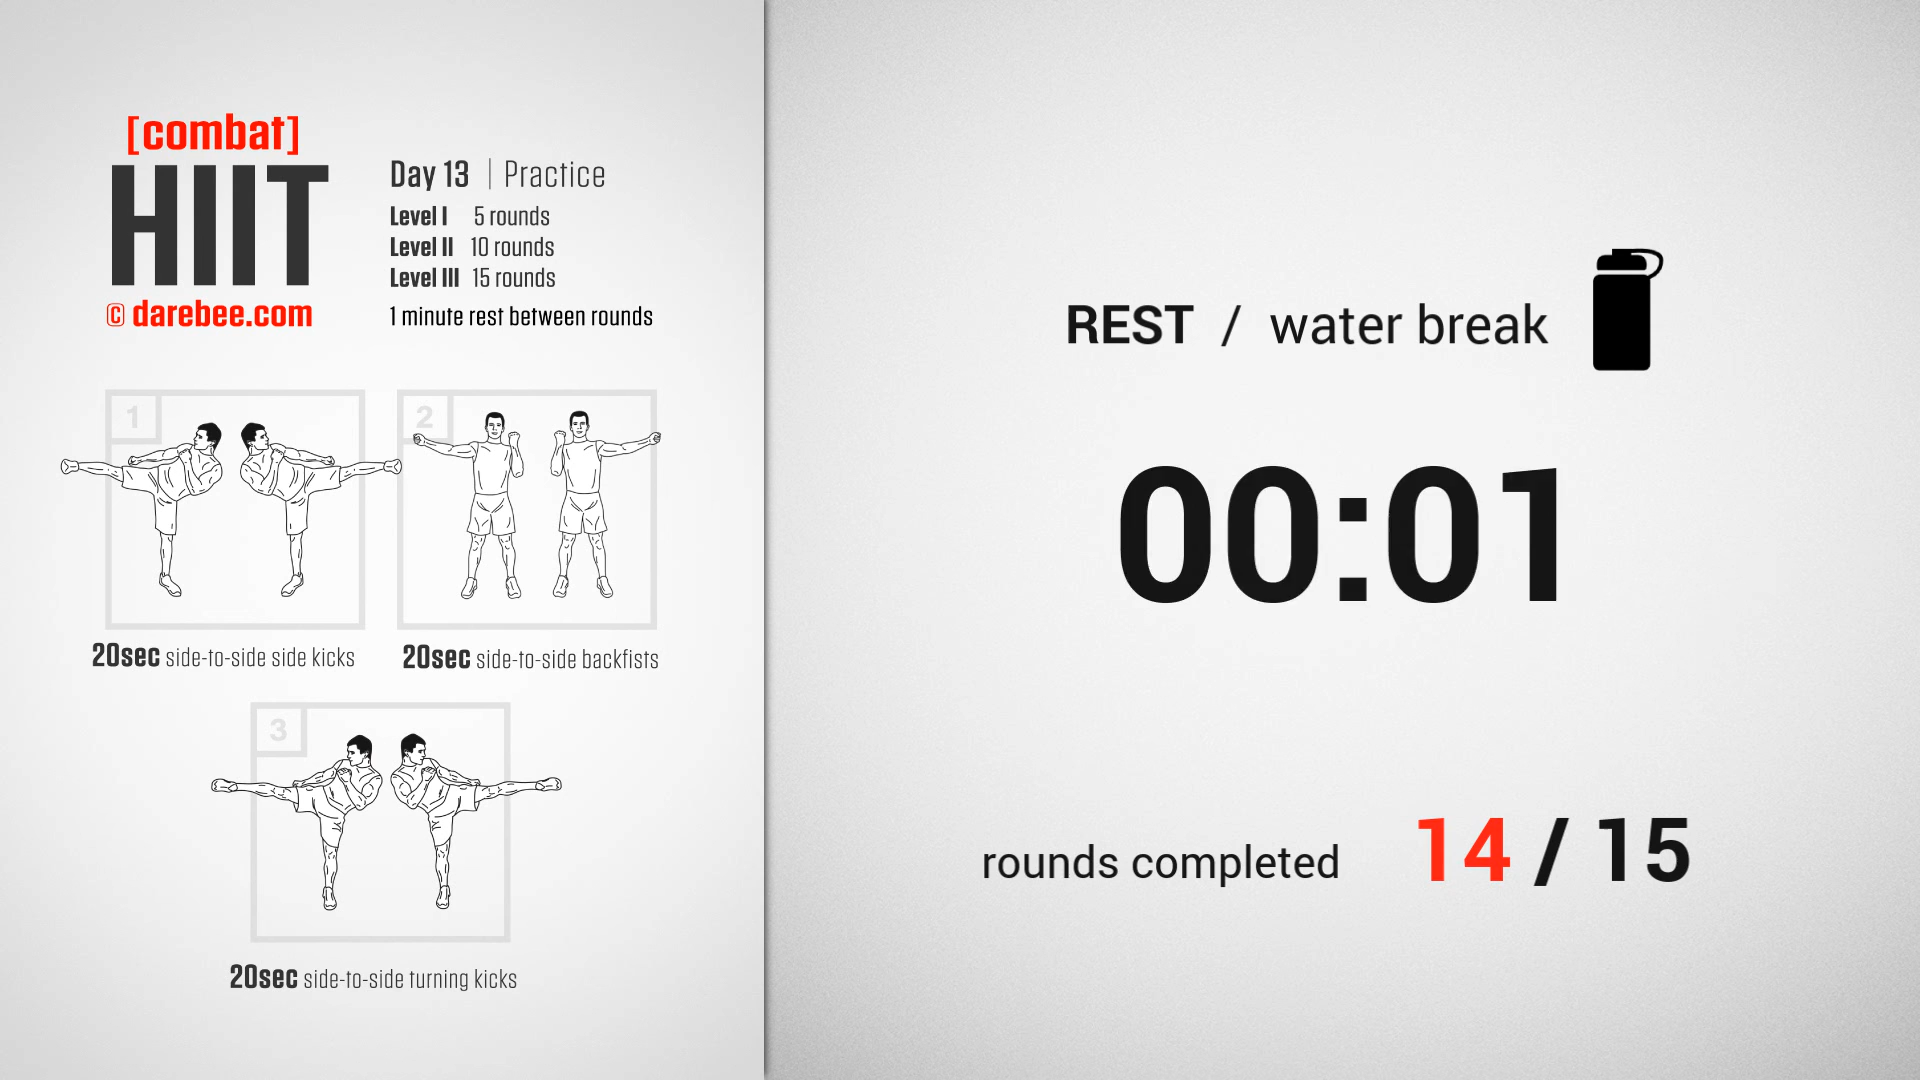 [combat]
HIIT
© darebee.com
Day 13 | Practice
Level I 5 rounds
Level II 10 rounds
Level III 15 rounds
1 minute rest between rounds
1
2
20sec side-to-side side kicks
20sec side-to-side backfists
3
20sec side-to-side turning kicks
REST / water break
00:01
rounds completed 14 / 15